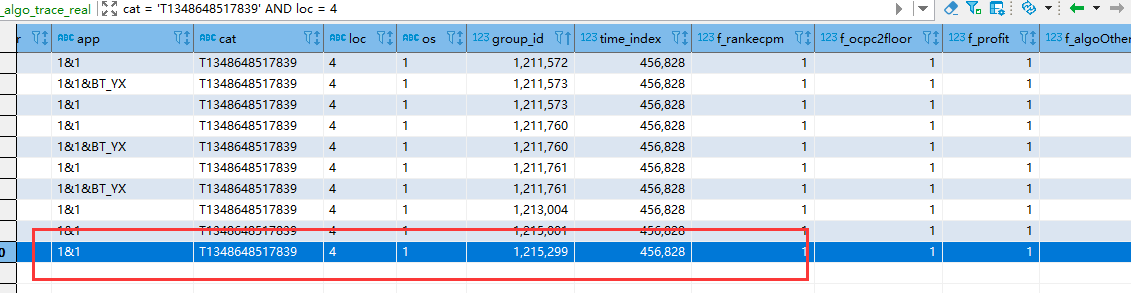 _algo_trace_real cat = 'T1348648517839' AND loc = 4
r ABC app ABC cat ABC loc ABC os 123 group_id 123 time_index 123 f_rankecpm 123 f_ocpc2floor 123 f_profit 123 f_algoOther
1&1 T1348648517839 4 1 1,211,572 456,828 1 1 1
1&1&BT_YX T1348648517839 4 1 1,211,573 456,828 1 1 1
1&1 T1348648517839 4 1 1,211,573 456,828 1 1 1
1&1 T1348648517839 4 1 1,211,760 456,828 1 1 1
1&1&BT_YX T1348648517839 4 1 1,211,760 456,828 1 1 1
1&1 T1348648517839 4 1 1,211,761 456,828 1 1 1
1&1&BT_YX T1348648517839 4 1 1,211,761 456,828 1 1 1
1&1 T1348648517839 4 1 1,213,004 456,828 1 1 1
1&1 T1348648517839 4 1 1,215,001 456,828 1 1 1
0 1&1 T1348648517839 4 1 1,215,299 456,828 1 1 1